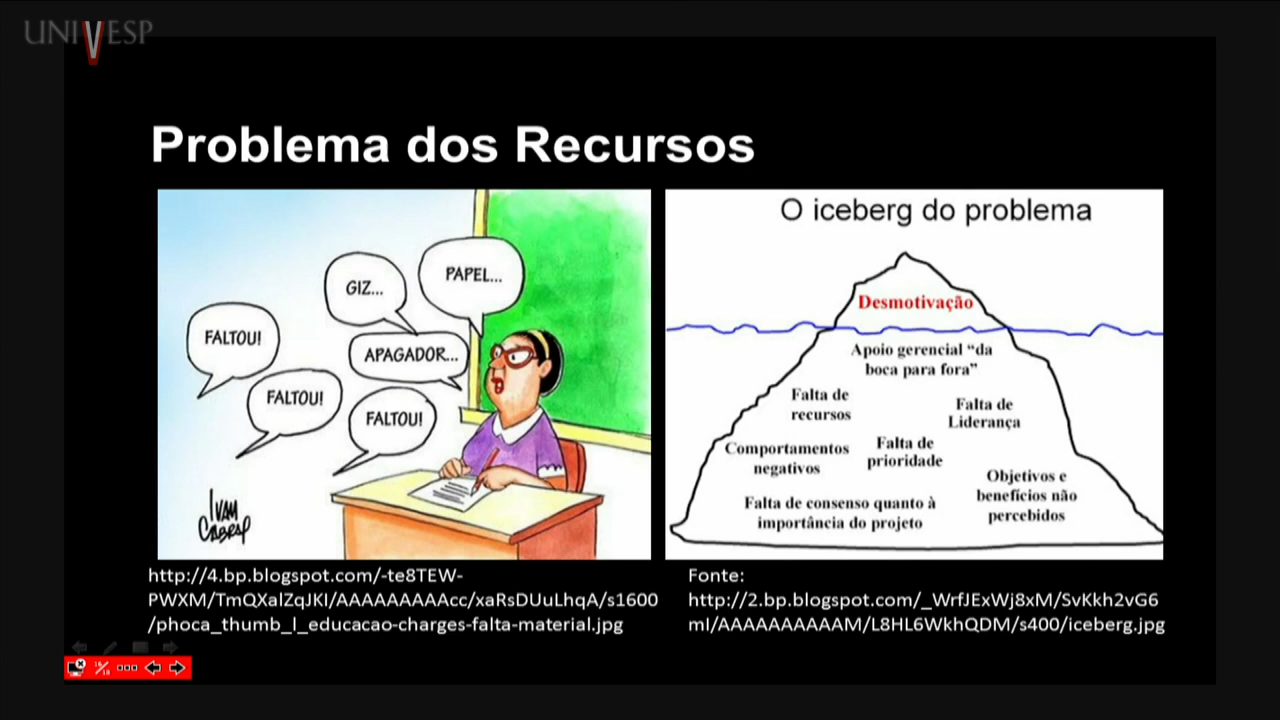 UNIVESP
Problema dos Recursos
PAPEL...
GIZ...
FALTOU!
APAGADOR...
FALTOU!
FALTOU!
IVAN
CABRAL
http://4.bp.blogspot.com/-te8TEW-
PWXM/TmQXalZqJKI/AAAAAAAAAcc/xaRsDUuLhqA/s1600
/phoca_thumb_l_educacao-charges-falta-material.jpg
O iceberg do problema
Desmotivação
Apoio gerencial “da
boca para fora”
Falta de
recursos
Falta de
Liderança
Comportamentos
negativos
Falta de
prioridade
Objetivos e
benefícios não
percebidos
Falta de consenso quanto à
importância do projeto
Fonte:
http://2.bp.blogspot.com/_WrfJExWj8xM/SvKkh2vG6
mI/AAAAAAAAAAM/L8HL6WkhQDM/s400/iceberg.jpg